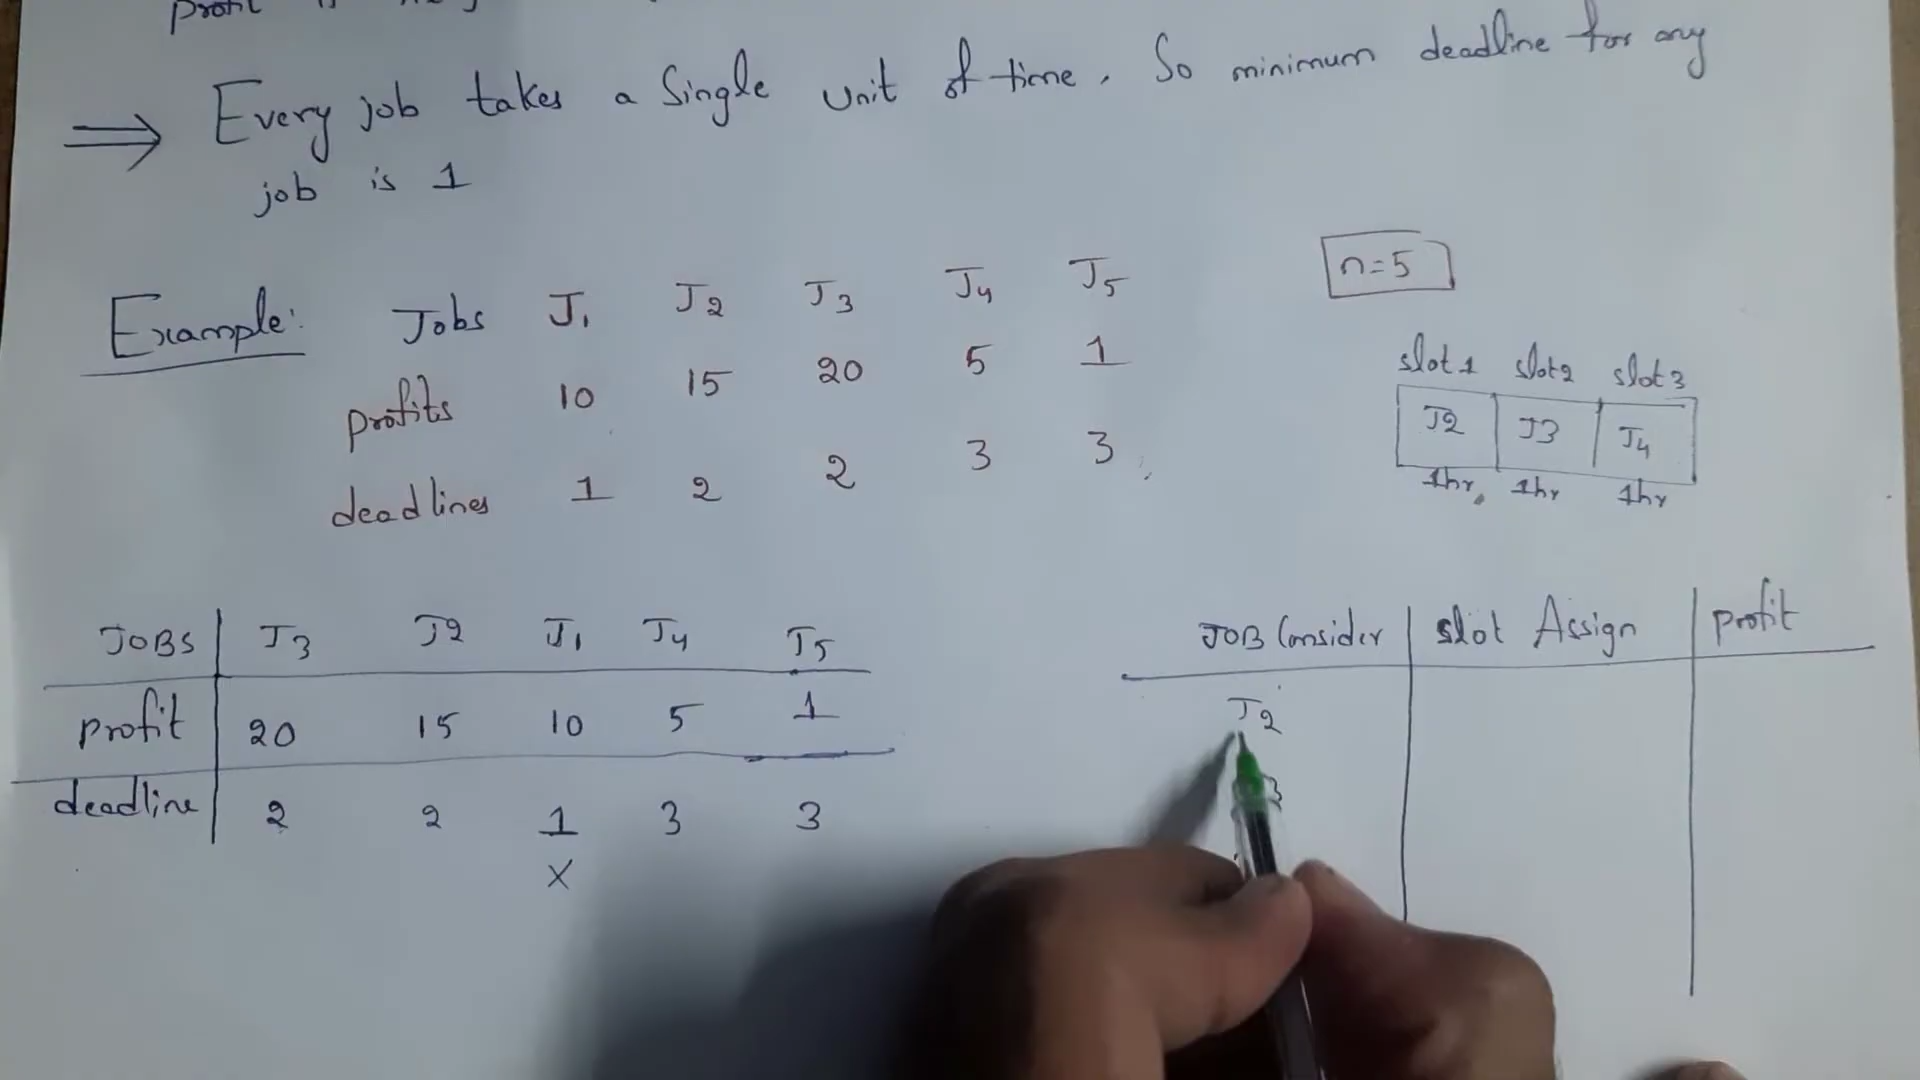 profit is
⟹ Every job takes a Single Unit of time. So minimum deadline for any
job is 1
n=5
Example: Jobs J1 J2 J3 J4 J5
profits 10 15 20 5 1
deadlines 1 2 2 3 3
slot1 slot2 slot3
J2 J3 J4
1hr 1hr 1hr
JOBS J3 J2 J1 J4 J5
profit 20 15 10 5 1
deadline 2 2 1 3 3
X
JOB Consider slot Assign profit
J2
3